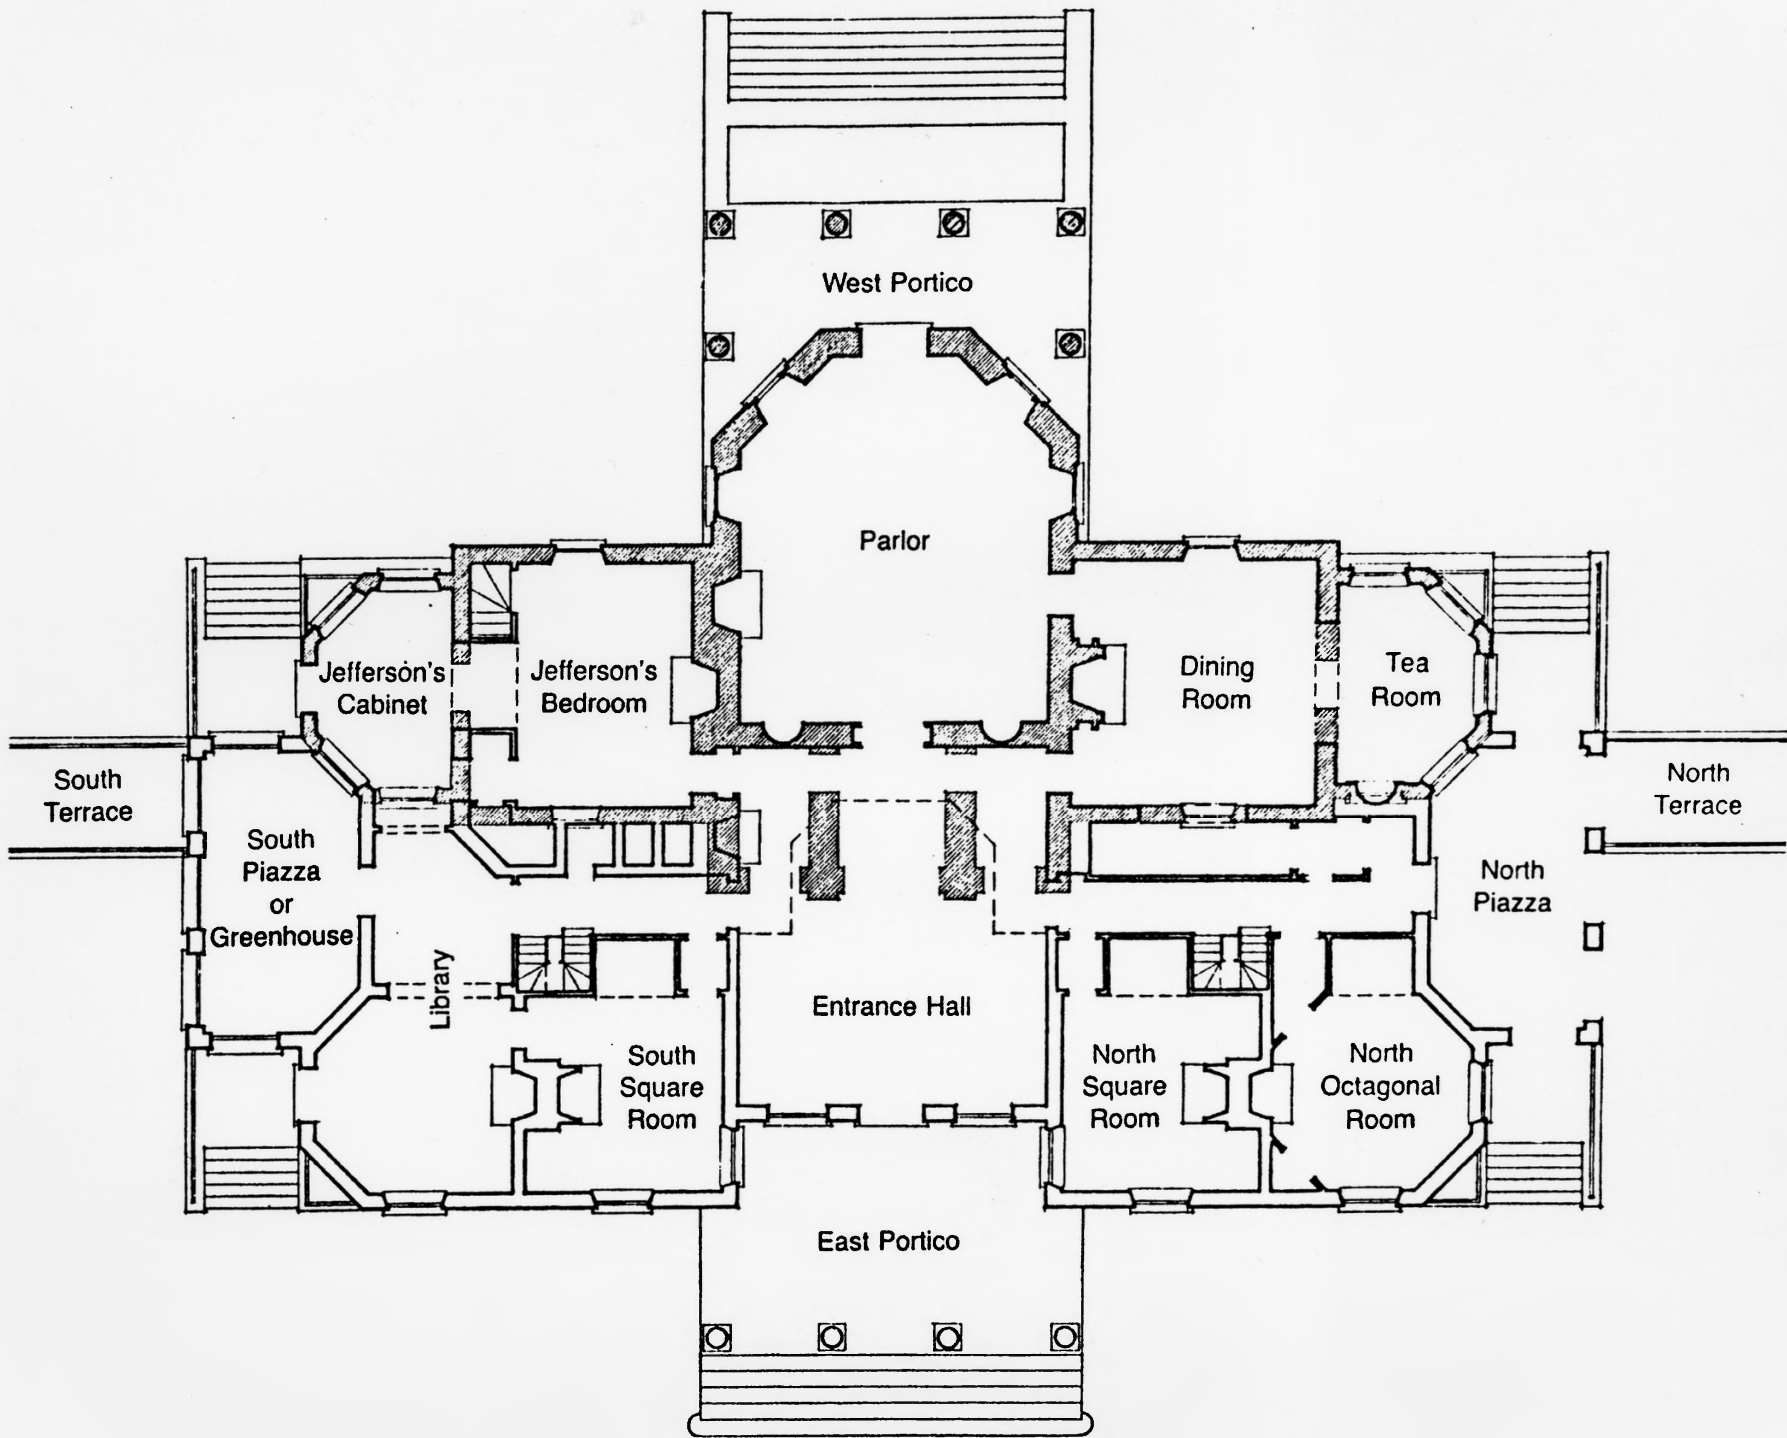 West Portico
Parlor
Jefferson's
Cabinet
Jefferson's
Bedroom
Dining
Room
Tea
Room
South
Terrace
North
Terrace
South
Piazza
or
Greenhouse
North
Piazza
Library
Entrance Hall
South
Square
Room
North
Square
Room
North
Octagonal
Room
East Portico